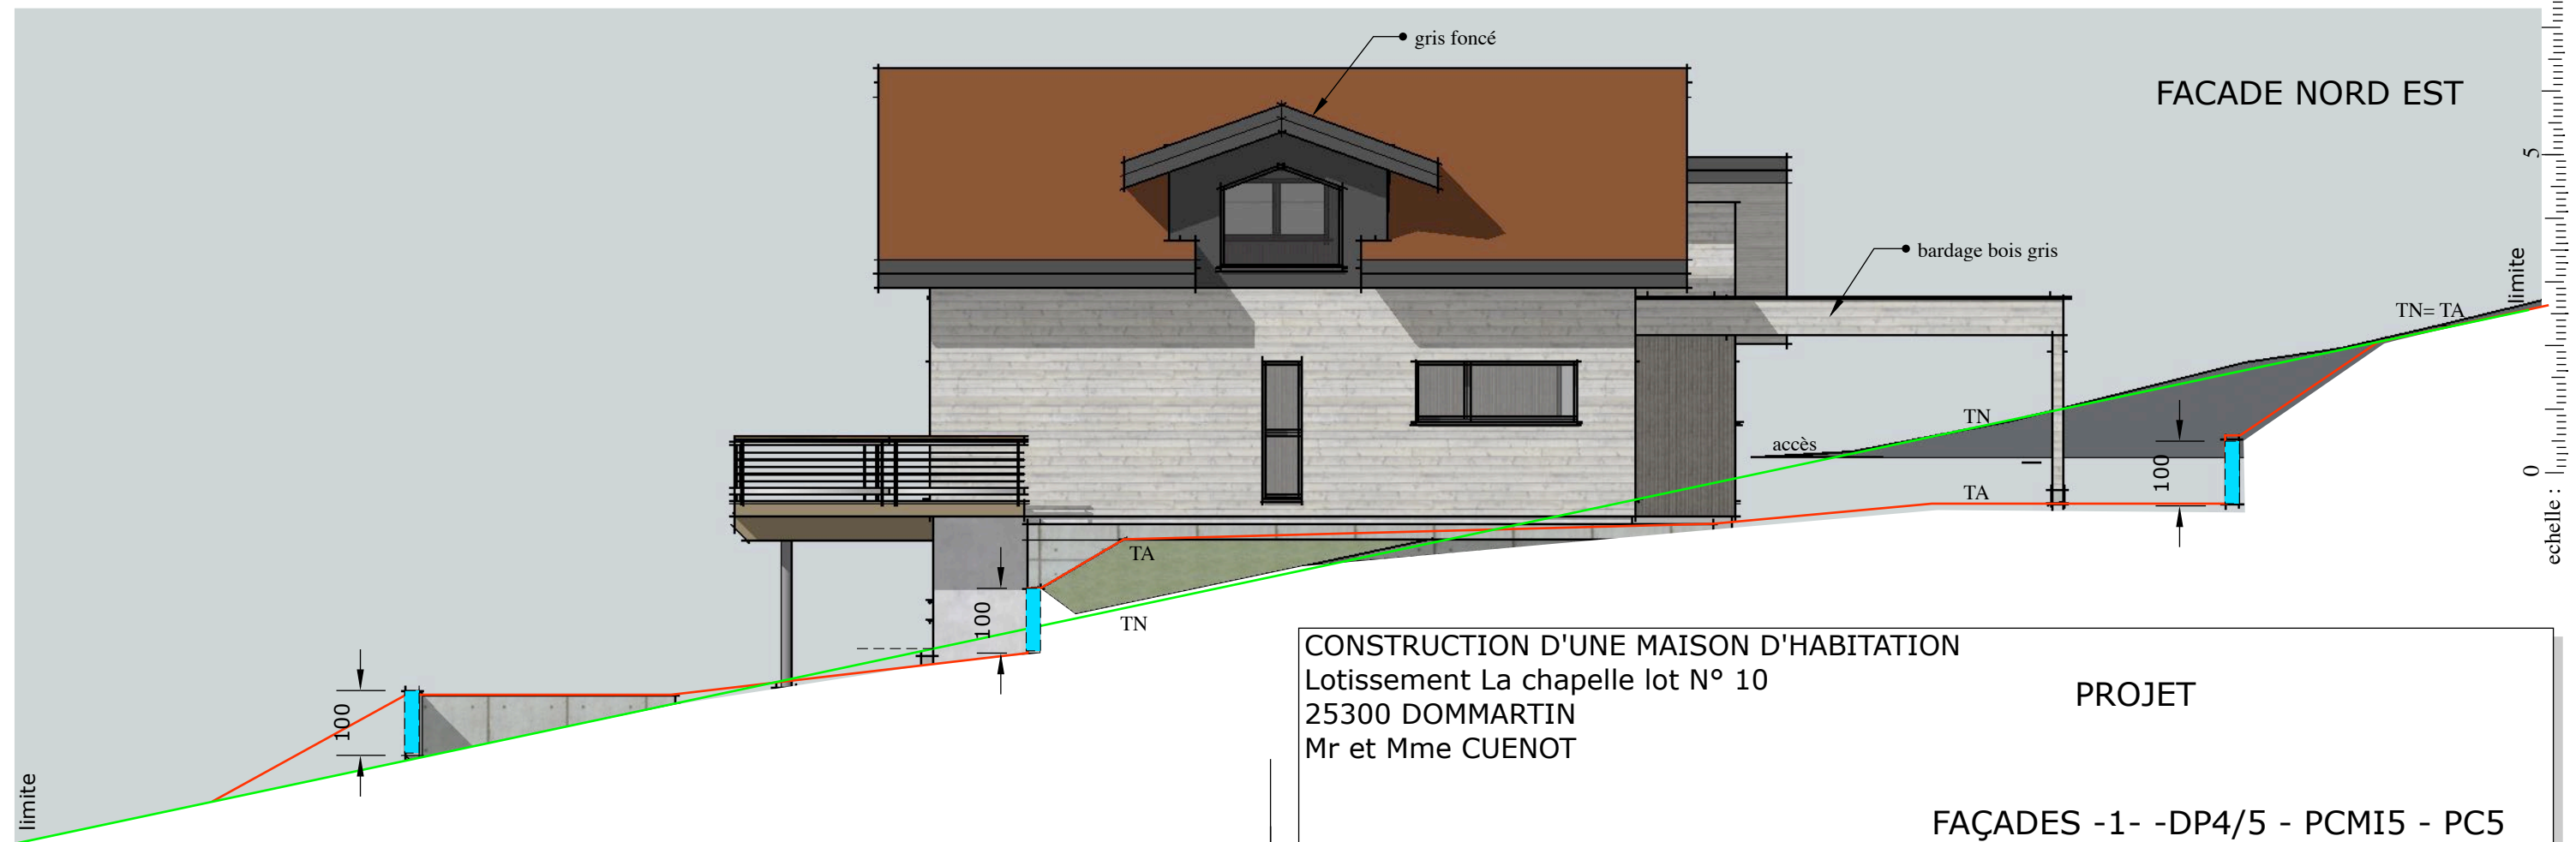 gris foncé
FACADE NORD EST
5
bardage bois gris
limite
TN= TA
TN
accès
100
0
TA
echelle :
TA
100
TN
100
limite
CONSTRUCTION D'UNE MAISON D'HABITATION
Lotissement La chapelle lot N° 10
25300 DOMMARTIN
Mr et Mme CUENOT
PROJET
FAÇADES -1- -DP4/5 - PCMI5 - PC5